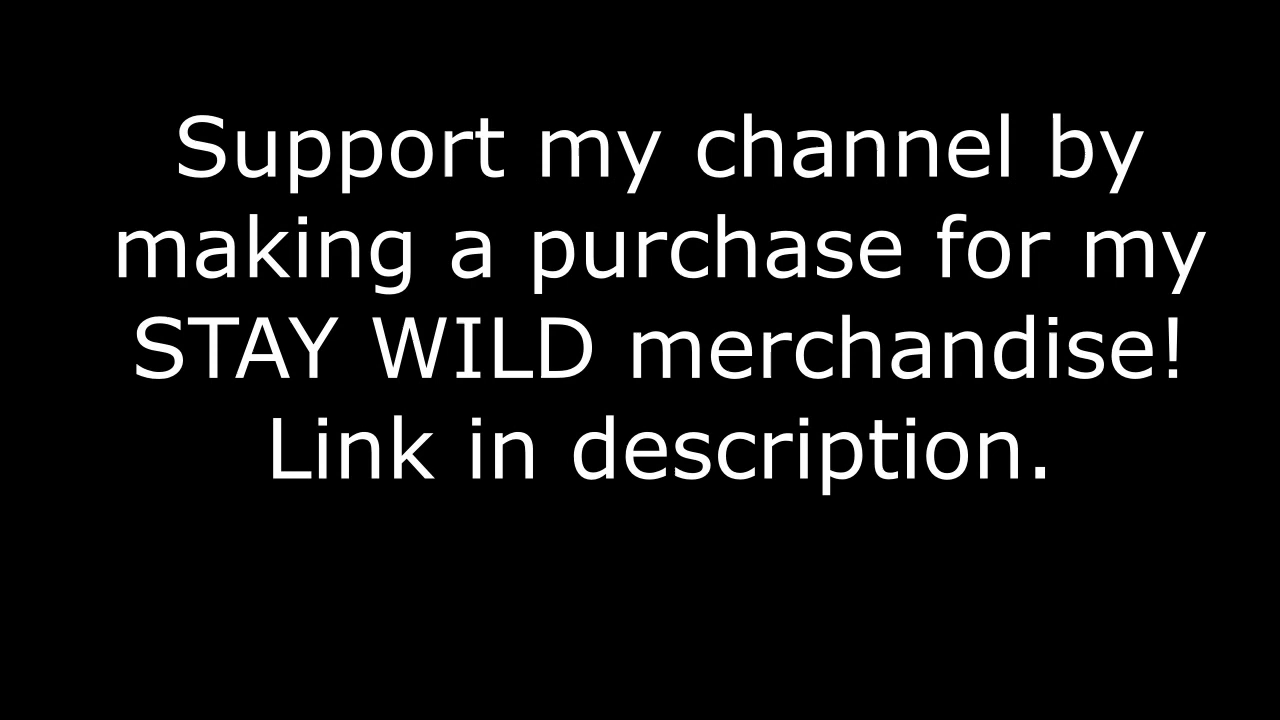 Support my channel by
making a purchase for my
STAY WILD merchandise!
Link in description.